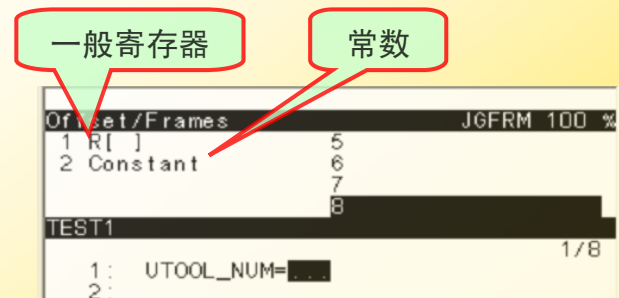 一般寄存器 常数
Offset/Frames JGFRM 100 %
1 R[ ] 5
2 Constant 6
7
8
TEST1
1/8
1: UTOOL_NUM=...
2: